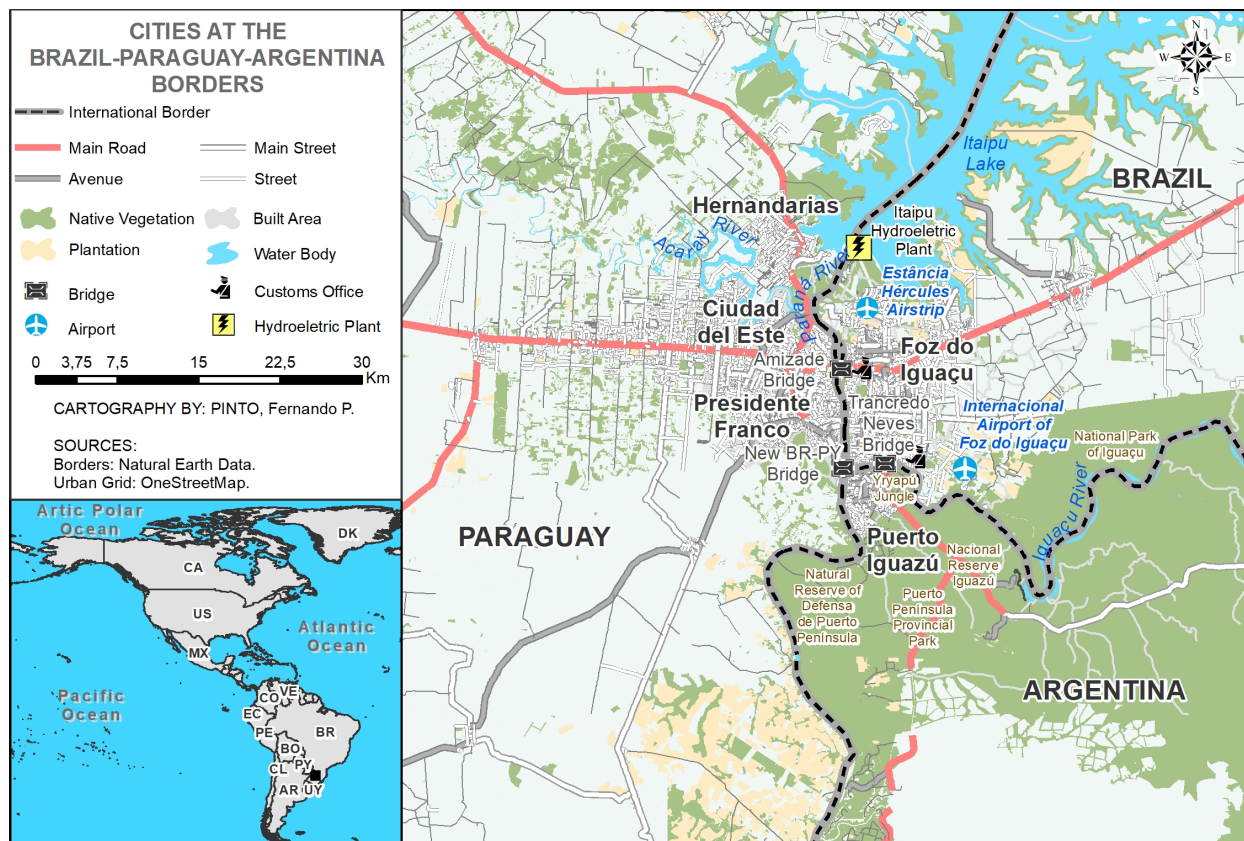 CITIES AT THE
BRAZIL-PARAGUAY-ARGENTINA
BORDERS
International Border
Main Road
Main Street
Avenue
Street
Native Vegetation
Built Area
Plantation
Water Body
Bridge
Customs Office
Airport
Hydroeletric Plant
0 3,75 7,5 15 22,5 30
Km
CARTOGRAPHY BY: PINTO, Fernando P.
SOURCES:
Borders: Natural Earth Data.
Urban Grid: OneStreetMap.
Artic Polar
Ocean
DK
CA
US
Atlantic
Ocean
MX
Pacific
Ocean
VE
CO
EC
PE
BR
BO
PY
CL
AR
UY
N
W
E
S
Itaipu
Lake
BRAZIL
Hernandarias
Acaray River
Itaipu
Hydroeletric
Plant
Paraná River
Estância
Hércules
Airstrip
Ciudad
del Este
Foz do
Iguaçu
Amizade
Bridge
Presidente
Franco
Trancredo
Neves
Bridge
Internacional
Airport of
Foz do Iguaçu
National Park
of Iguaçu
New BR-PY
Bridge
Yryapú
Jungle
Iguaçu River
PARAGUAY
Puerto
Iguazú
Nacional
Reserve
Iguazú
Natural
Reserve of
Defensa
de Puerto
Península
Puerto
Península
Provincial
Park
ARGENTINA